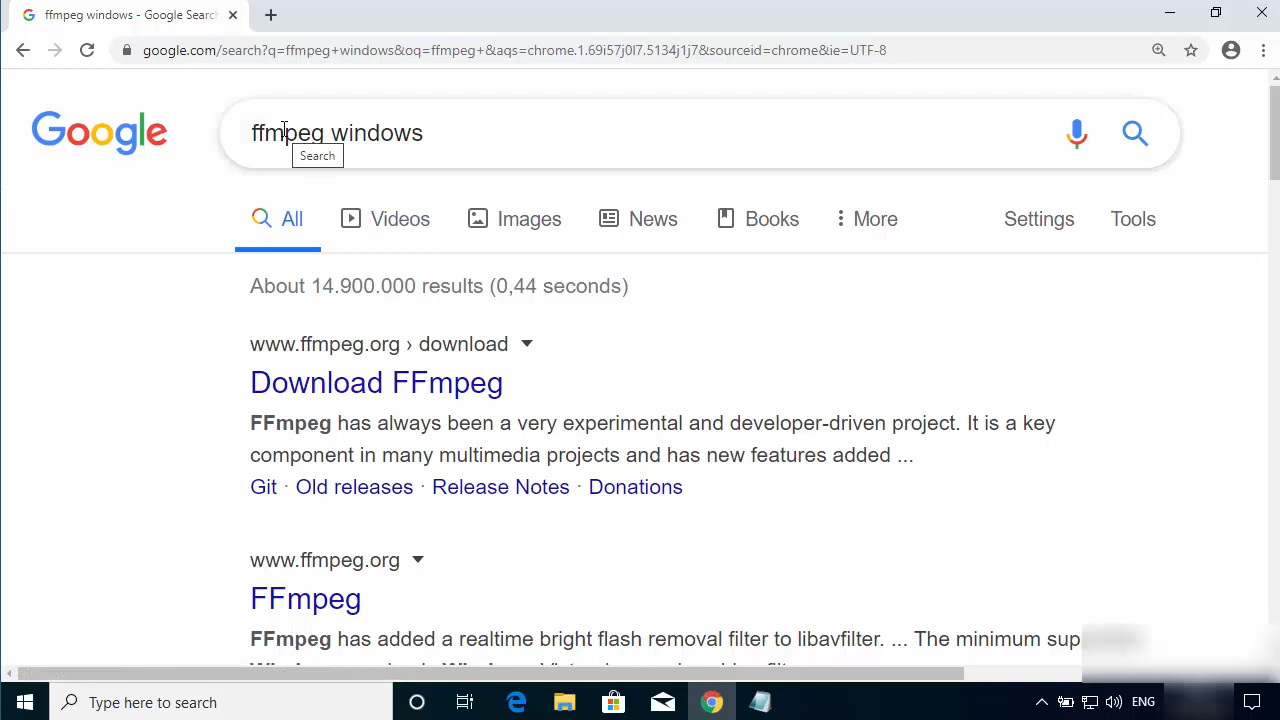 ffmpeg windows - Google Search
google.com/search?q=ffmpeg+windows&oq=ffmpeg+&aqs=chrome.1.69i57j0l7.5134j1j7&sourceid=chrome&ie=UTF-8
Google
ffmpeg windows
Search
All Videos Images News Books More Settings Tools
About 14.900.000 results (0,44 seconds)
www.ffmpeg.org › download
Download FFmpeg
FFmpeg has always been a very experimental and developer-driven project. It is a key
component in many multimedia projects and has new features added ...
Git · Old releases · Release Notes · Donations
www.ffmpeg.org
FFmpeg
FFmpeg has added a realtime bright flash removal filter to libavfilter. ... The minimum
Type here to search
ENG